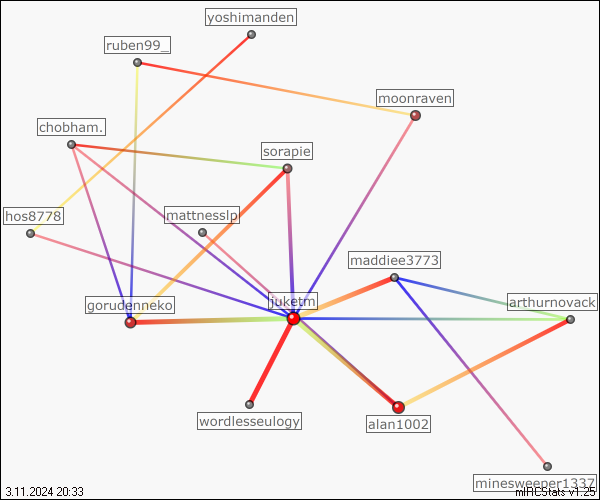 yoshimanden
ruben99_
moonraven
chobham.
sorapie
hos8778
mattnesslp
maddiee3773
gorudenneko
juketm
arthurnovack
wordlesseulogy
alan1002
minesweeper1337
3.11.2024 20:33
mIRCStats v1.25